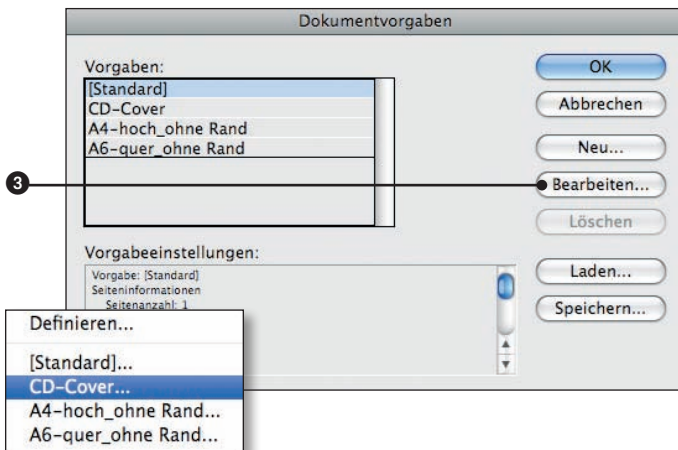 Dokumentvorgaben
Vorgaben:
[Standard]
CD-Cover
A4-hoch_ohne Rand
A6-quer_ohne Rand
OK
Abbrechen
Neu...
3
Bearbeiten...
Löschen
Laden...
Speichern...
Vorgabeeinstellungen:
Vorgabe: [Standard]
Seiteninformationen
Seitenanzahl: 1
Definieren...
[Standard]...
CD-Cover...
A4-hoch_ohne Rand...
A6-quer_ohne Rand...